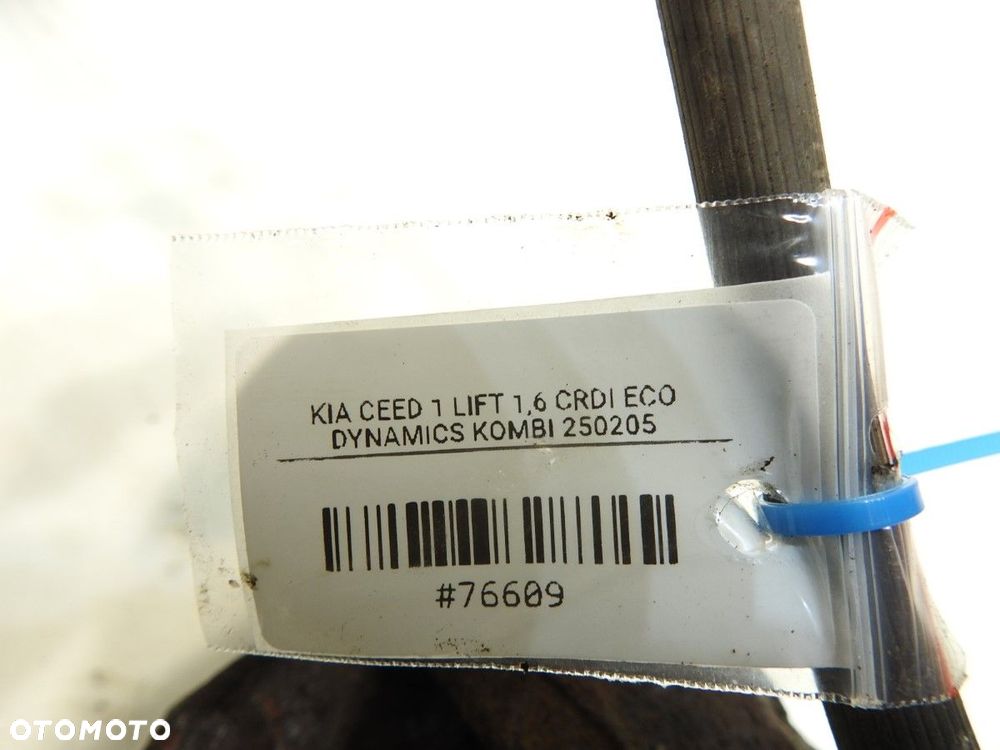 KIA CEED 1 LIFT 1,6 CRDI ECO
DYNAMICS KOMBI 250205
#76609
OTOMOTO